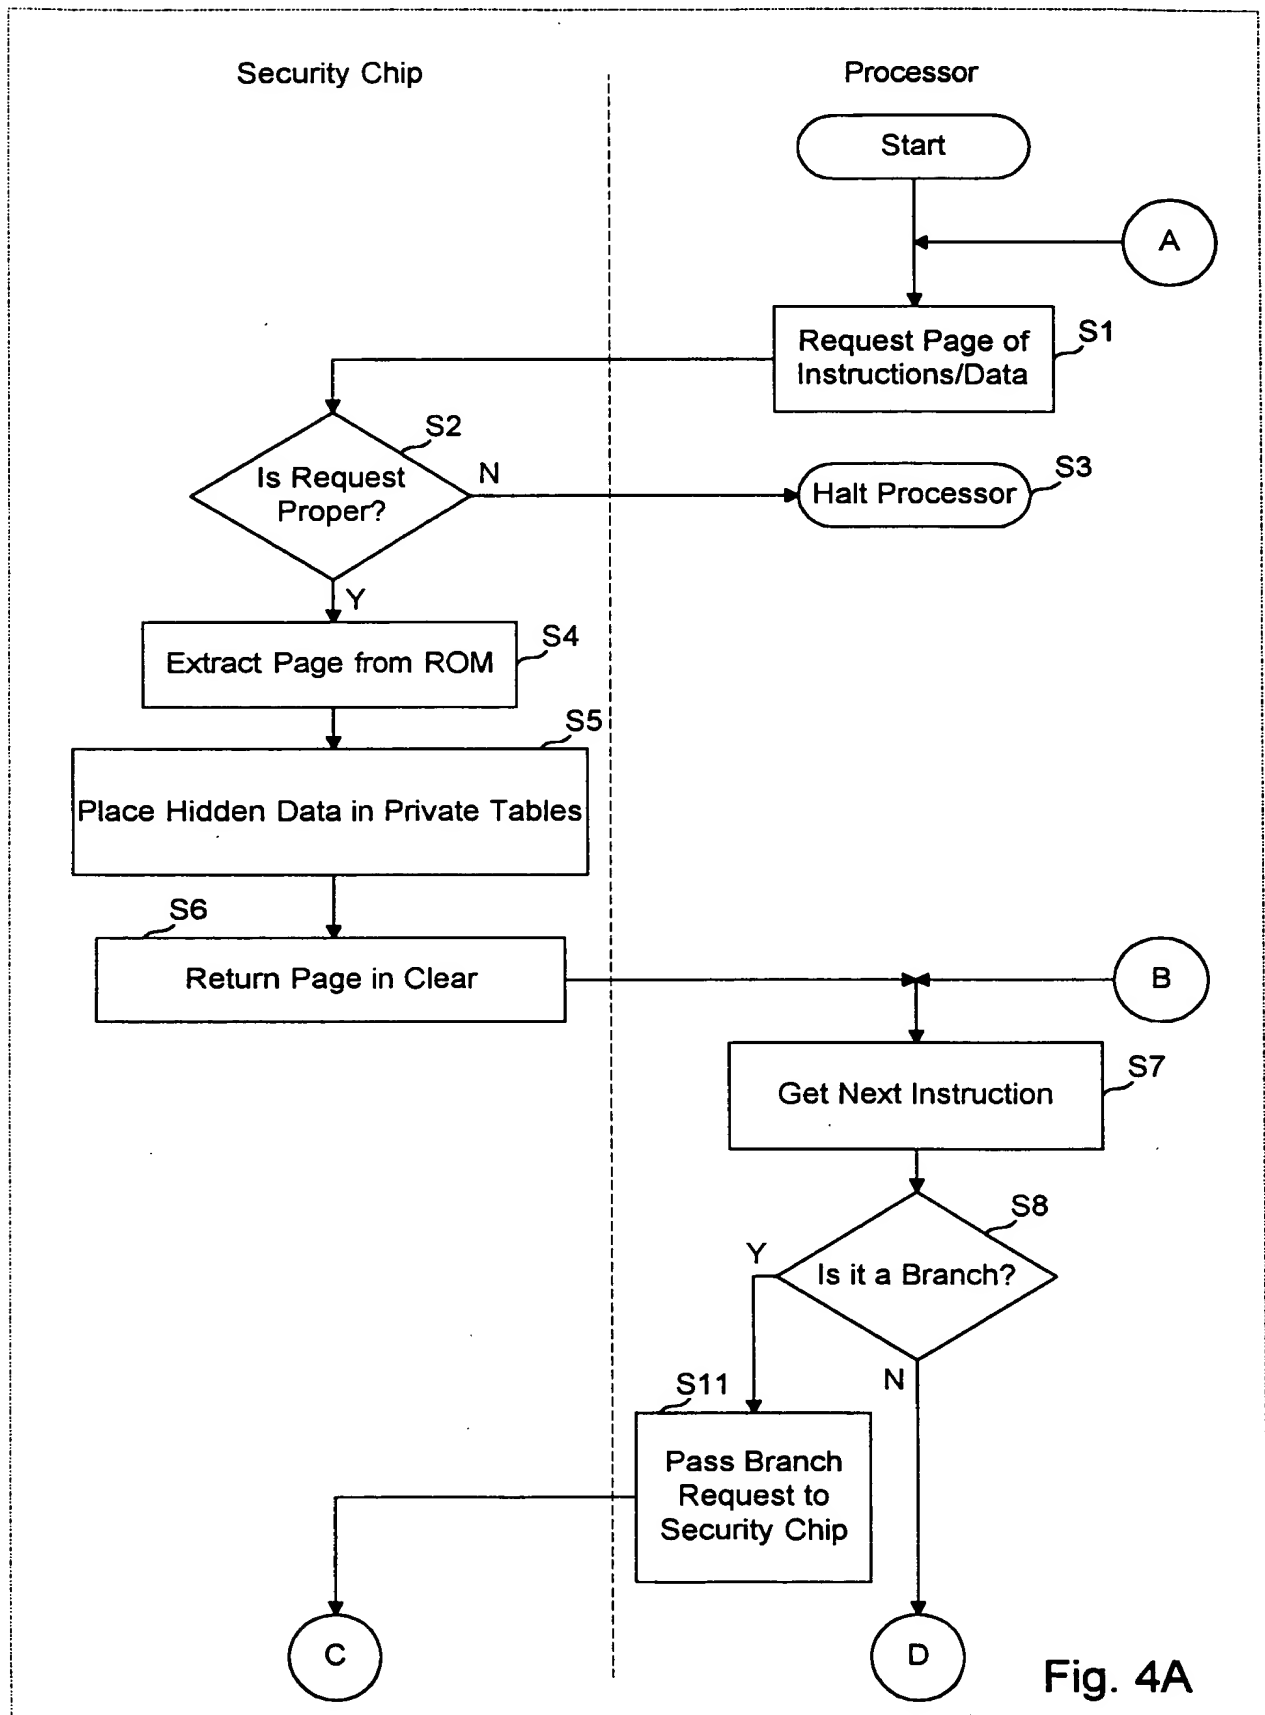 Security Chip
Processor
Start
A
Request Page of
Instructions/Data
S1
S2
Is Request
Proper?
N
Halt Processor
S3
Y
Extract Page from ROM
S4
S5
Place Hidden Data in Private Tables
S6
Return Page in Clear
B
Get Next Instruction
S7
S8
Is it a Branch?
Y
N
S11
Pass Branch
Request to
Security Chip
C
D
Fig. 4A